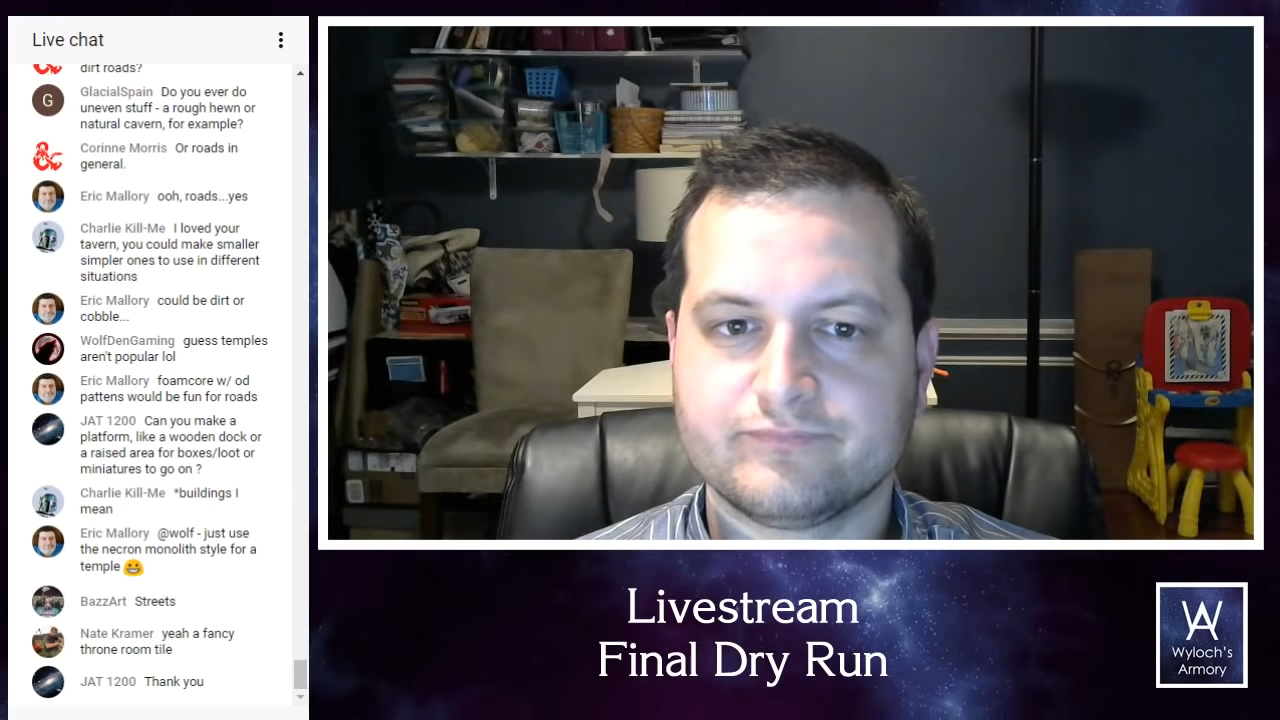 Live chat
dirt roads?
G
GlacialSpain Do you ever do
uneven stuff - a rough hewn or
natural cavern, for example?
Corinne Morris Or roads in
general.
Eric Mallory ooh, roads...yes
Charlie Kill-Me I loved your
tavern, you could make smaller
simpler ones to use in different
situations
Eric Mallory could be dirt or
cobble...
WolfDenGaming guess temples
aren't popular lol
Eric Mallory foamcore w/ od
pattens would be fun for roads
JAT 1200 Can you make a
platform, like a wooden dock or
a raised area for boxes/loot or
miniatures to go on ?
Charlie Kill-Me *buildings I
mean
Eric Mallory @wolf - just use
the necron monolith style for a
temple 😀
BazzArt Streets
Nate Kramer yeah a fancy
throne room tile
JAT 1200 Thank you
Livestream
Final Dry Run
WA
Wyloch's
Armory